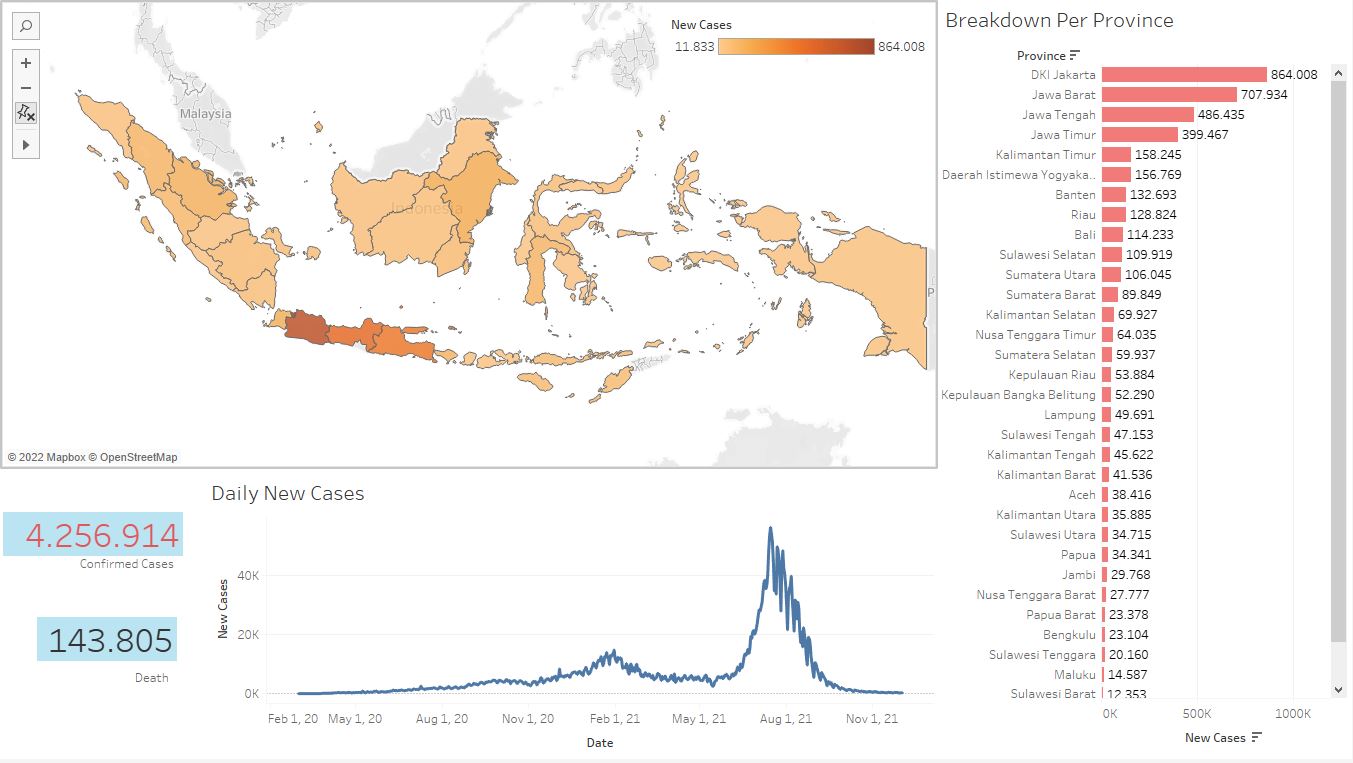 New Cases
11.833 864.008
Malaysia
Indonesia
P
© 2022 Mapbox © OpenStreetMap
Breakdown Per Province
Province
DKI Jakarta 864.008
Jawa Barat 707.934
Jawa Tengah 486.435
Jawa Timur 399.467
Kalimantan Timur 158.245
Daerah Istimewa Yogyaka.. 156.769
Banten 132.693
Riau 128.824
Bali 114.233
Sulawesi Selatan 109.919
Sumatera Utara 106.045
Sumatera Barat 89.849
Kalimantan Selatan 69.927
Nusa Tenggara Timur 64.035
Sumatera Selatan 59.937
Kepulauan Riau 53.884
Kepulauan Bangka Belitung 52.290
Lampung 49.691
Sulawesi Tengah 47.153
Kalimantan Tengah 45.622
Kalimantan Barat 41.536
Aceh 38.416
Kalimantan Utara 35.885
Sulawesi Utara 34.715
Papua 34.341
Jambi 29.768
Nusa Tenggara Barat 27.777
Papua Barat 23.378
Bengkulu 23.104
Sulawesi Tenggara 20.160
Maluku 14.587
Sulawesi Barat 12.353
0K 500K 1000K
New Cases
4.256.914
Confirmed Cases
143.805
Death
Daily New Cases
New Cases
40K
20K
0K
Feb 1, 20 May 1, 20 Aug 1, 20 Nov 1, 20 Feb 1, 21 May 1, 21 Aug 1, 21 Nov 1, 21
Date